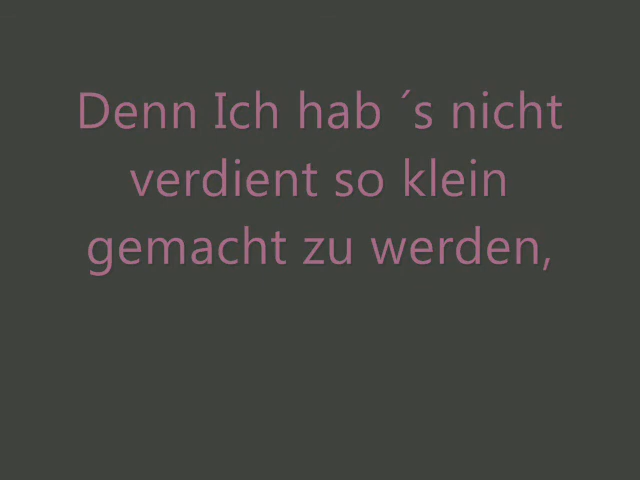 Denn Ich hab ´s nicht
verdient so klein
gemacht zu werden,